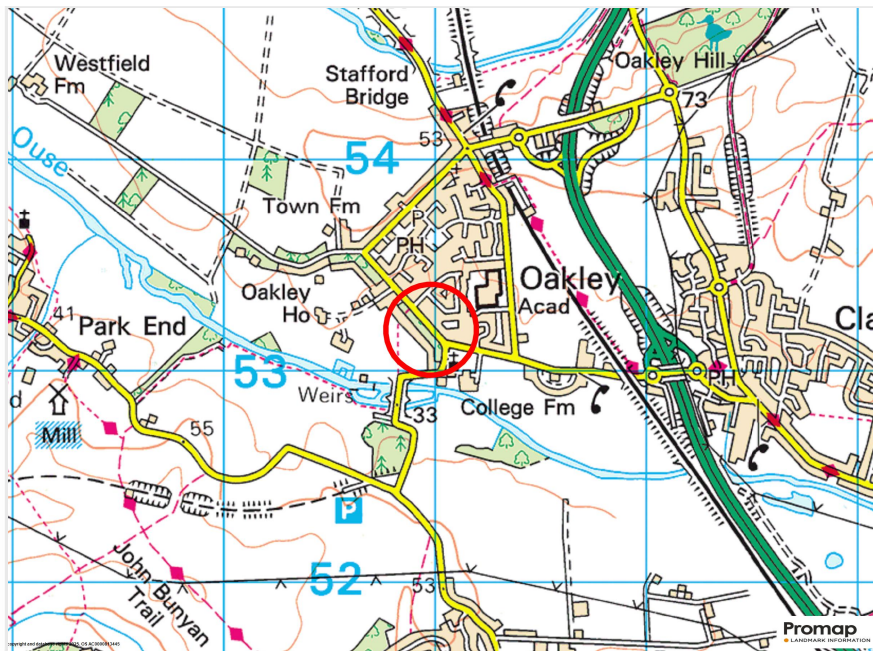 Westfield
Fm
Stafford
Bridge
Oakley Hill
73
53
54
Ouse
Town Fm
P
PH
Oakley
Acad
Oakley
Ho
41
Park End
53
Weirs
33
College Fm
PH
Cla
d
Mill
55
P
52
John Bunyan
Trail
53
Promap
LANDMARK INFORMATION